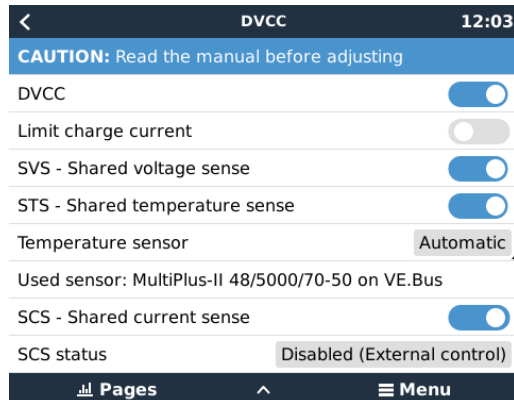 DVCC 12:03
CAUTION: Read the manual before adjusting
DVCC
Limit charge current
SVS - Shared voltage sense
STS - Shared temperature sense
Temperature sensor Automatic
Used sensor: MultiPlus-II 48/5000/70-50 on VE.Bus
SCS - Shared current sense
SCS status Disabled (External control)
Pages Menu